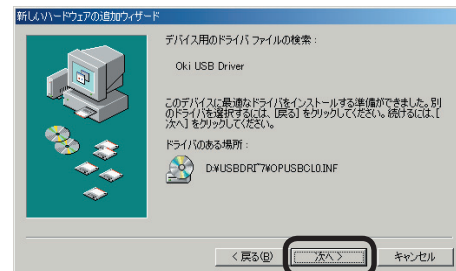 新しいハードウェアの追加ウィザード
デバイス用のドライバ ファイルの検索 :
Oki USB Driver
このデバイスに最適なドライバをインストールする準備ができました。別
のドライバを選択するには、[戻る] をクリックしてください。続けるには、[
次へ] をクリックしてください。
ドライバのある場所 :
D:¥USBDRI~7¥OPUSBCL0.INF
< 戻る(B)
次へ >
キャンセル